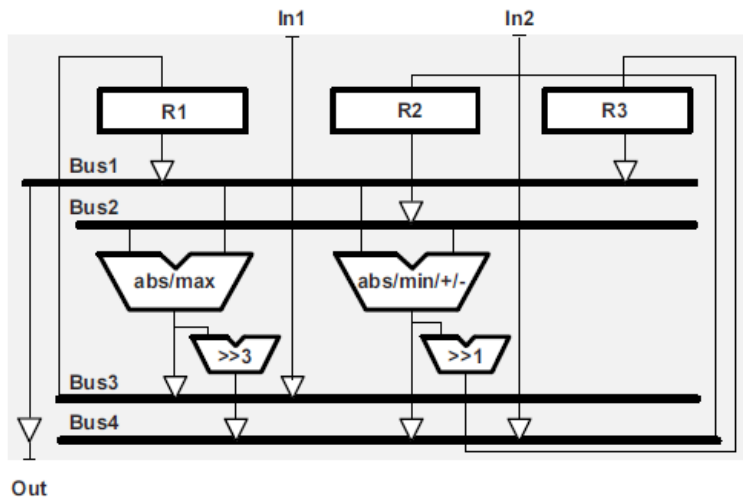 In1 In2
R1 R2 R3
Bus1
Bus2
abs/max abs/min/+/-
>>3 >>1
Bus3
Bus4
Out